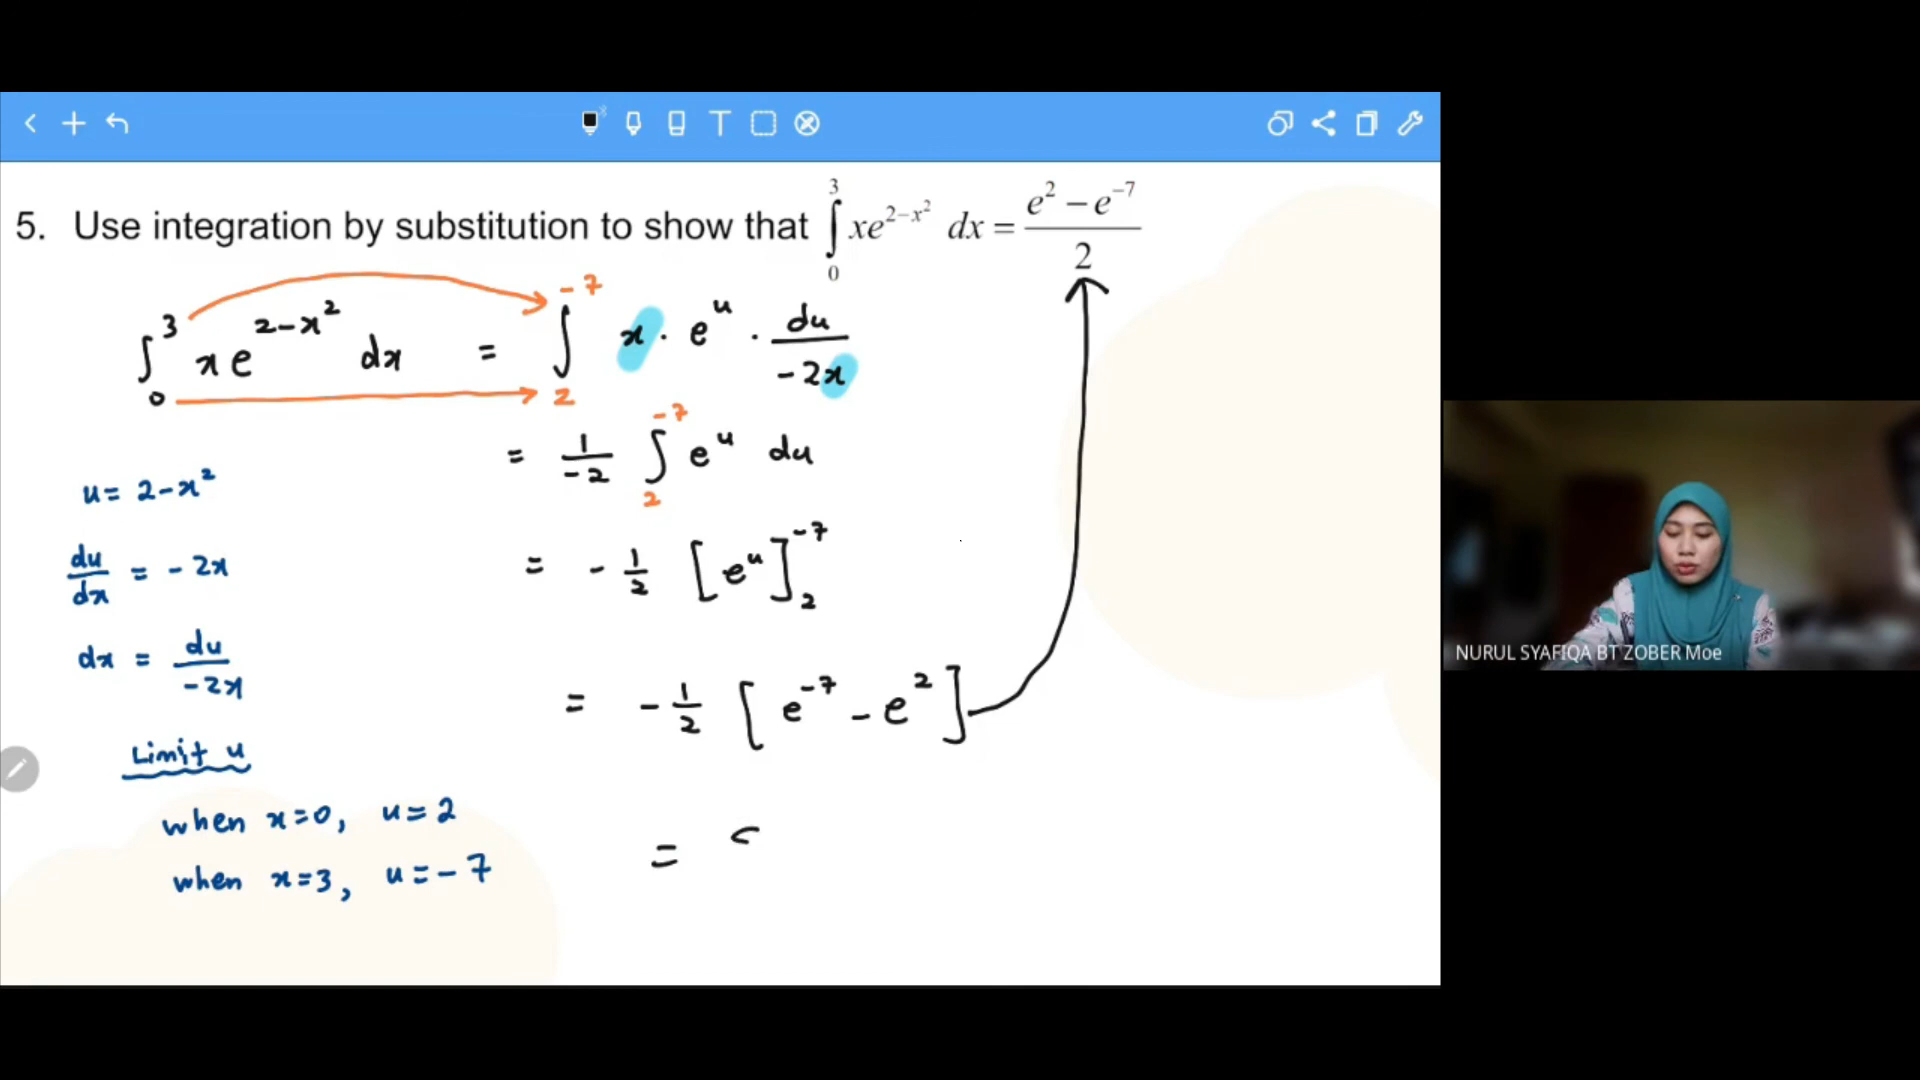 5. Use integration by substitution to show that ∫₀³ xe^{2-x²} dx = (e² − e⁻⁷)/2
∫₀³ x e^{2-x²} dx = ∫₂^{-7} x · e^u · du/(-2x)
= 1/(-2) ∫₂^{-7} e^u du
u = 2-x²
= -1/2 [e^u]₂^{-7}
du/dx = -2x
dx = du/(-2x)
= -1/2 [e^{-7} - e²]
Limit u
when x=0, u=2
=
when x=3, u=-7
NURUL SYAFIQA BT ZOBER Moe